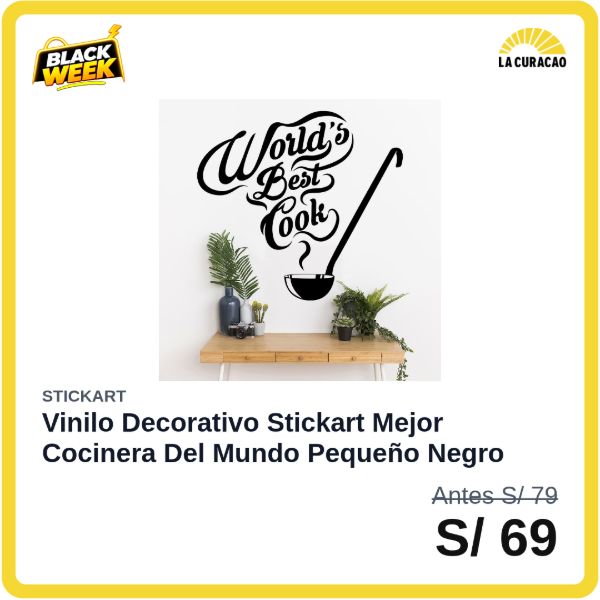 BLACK
WEEK
LA CURACAO
World's
Best
Cook
STICKART
Vinilo Decorativo Stickart Mejor
Cocinera Del Mundo Pequeño Negro
Antes S/ 79
S/ 69